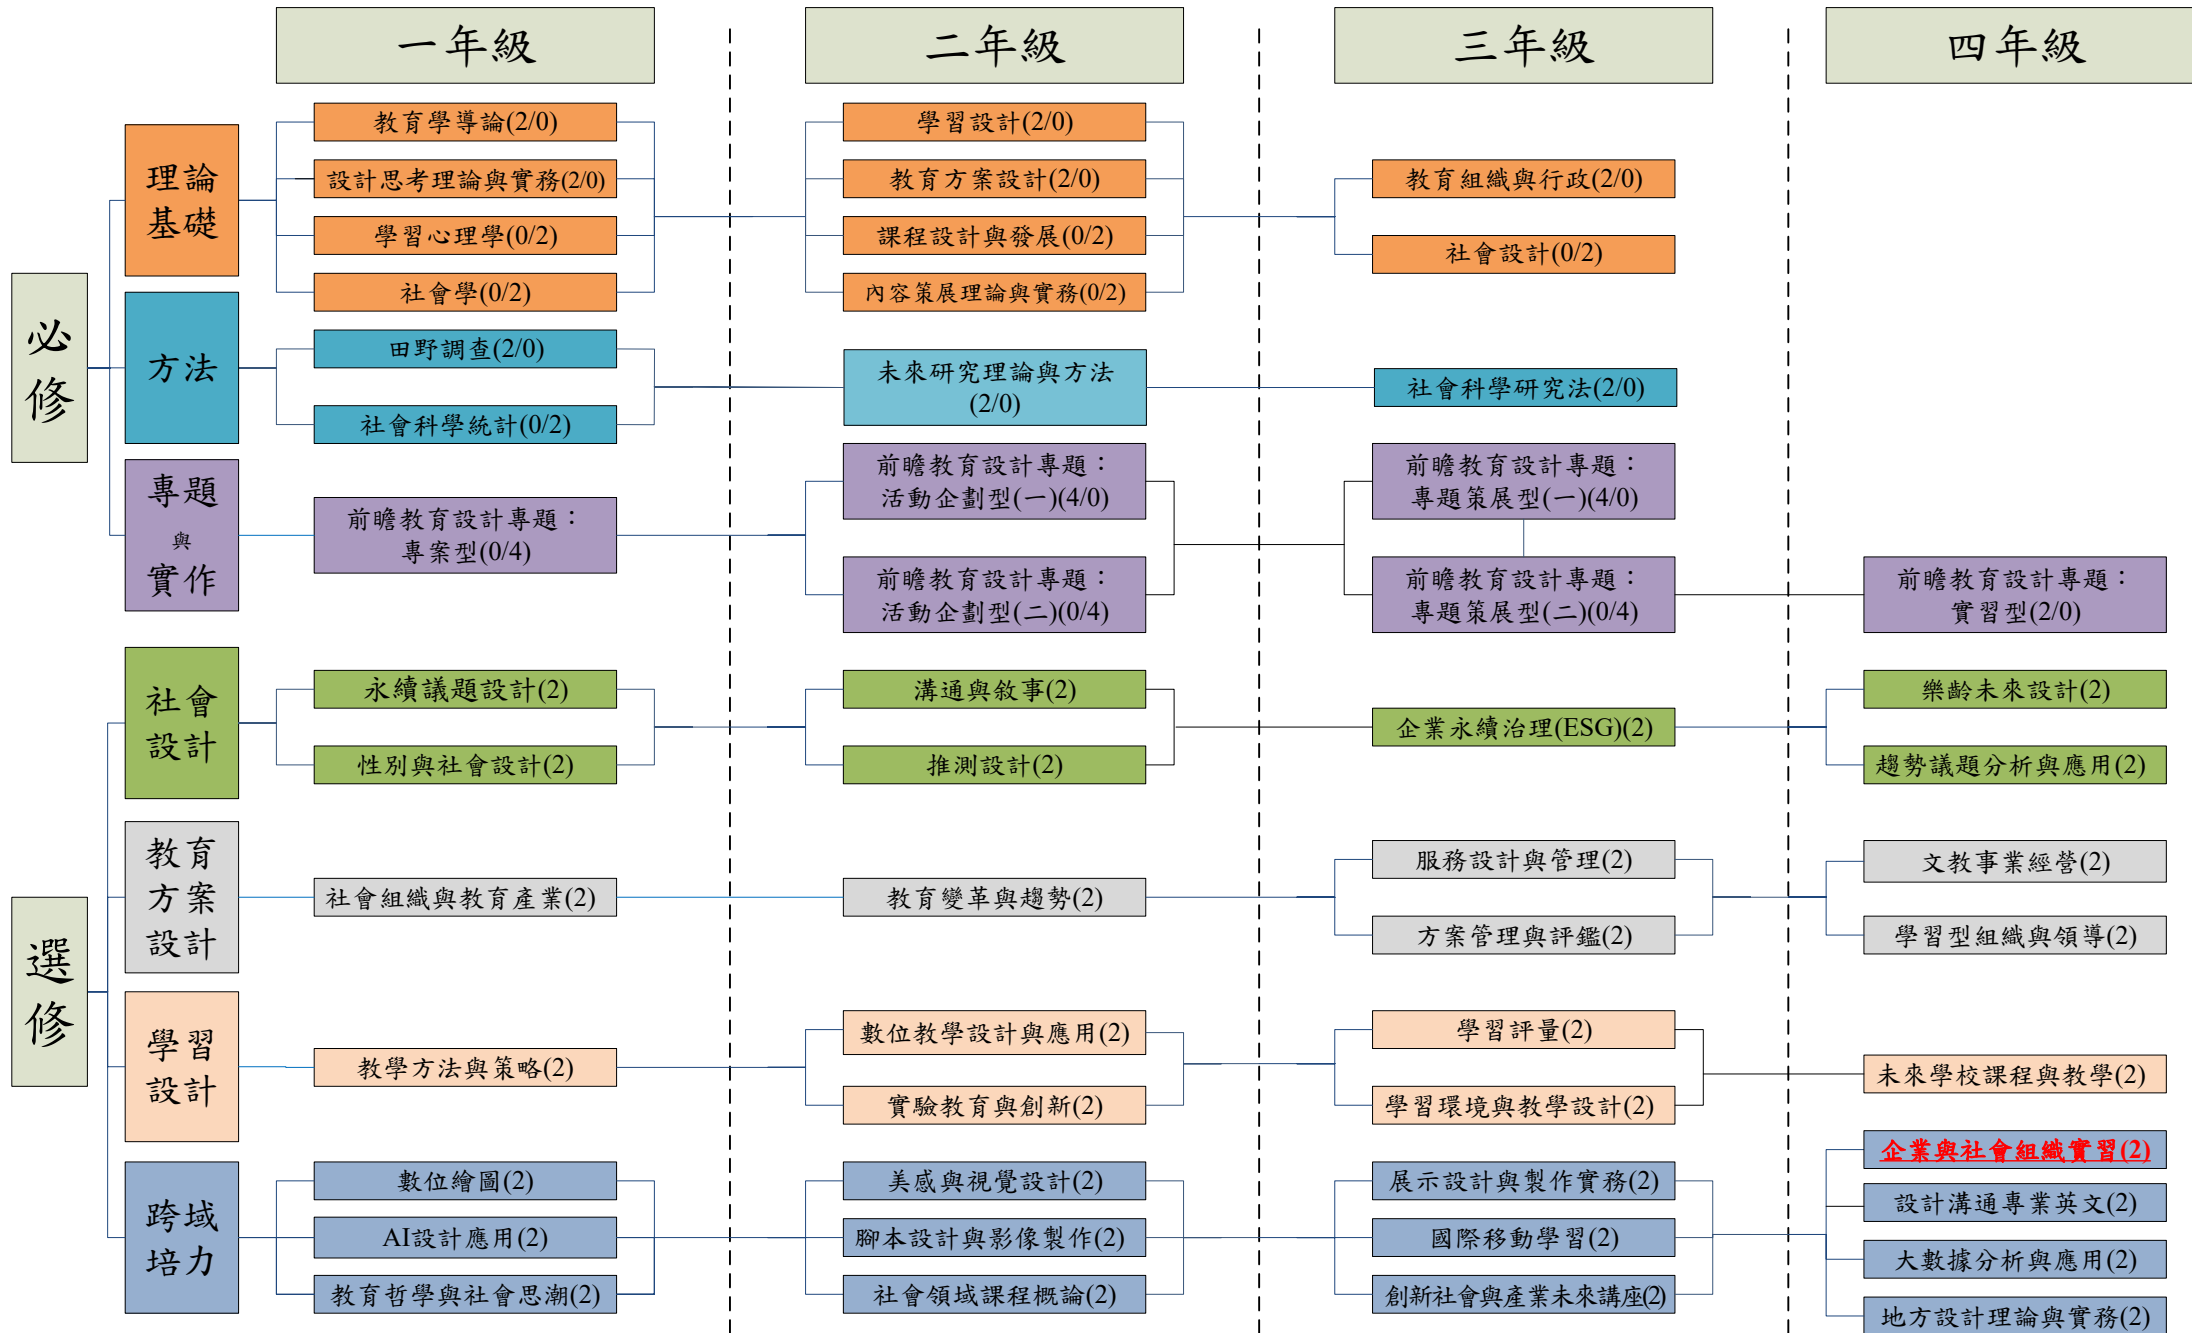 一年級
二年級
三年級
四年級
必
修
理論
基礎
教育學導論(2/0)
設計思考理論與實務(2/0)
學習心理學(0/2)
社會學(0/2)
學習設計(2/0)
教育方案設計(2/0)
課程設計與發展(0/2)
內容策展理論與實務(0/2)
教育組織與行政(2/0)
社會設計(0/2)
方法
田野調查(2/0)
社會科學統計(0/2)
未來研究理論與方法
(2/0)
社會科學研究法(2/0)
專題
與
實作
前瞻教育設計專題：
專案型(0/4)
前瞻教育設計專題：
活動企劃型(一)(4/0)
前瞻教育設計專題：
活動企劃型(二)(0/4)
前瞻教育設計專題：
專題策展型(一)(4/0)
前瞻教育設計專題：
專題策展型(二)(0/4)
前瞻教育設計專題：
實習型(2/0)
選
修
社會
設計
永續議題設計(2)
性別與社會設計(2)
溝通與敘事(2)
推測設計(2)
企業永續治理(ESG)(2)
樂齡未來設計(2)
趨勢議題分析與應用(2)
教育
方案
設計
社會組織與教育產業(2)
教育變革與趨勢(2)
服務設計與管理(2)
方案管理與評鑑(2)
文教事業經營(2)
學習型組織與領導(2)
學習
設計
教學方法與策略(2)
數位教學設計與應用(2)
實驗教育與創新(2)
學習評量(2)
學習環境與教學設計(2)
未來學校課程與教學(2)
跨域
培力
數位繪圖(2)
AI設計應用(2)
教育哲學與社會思潮(2)
美感與視覺設計(2)
腳本設計與影像製作(2)
社會領域課程概論(2)
展示設計與製作實務(2)
國際移動學習(2)
創新社會與產業未來講座(2)
企業與社會組織實習(2)
設計溝通專業英文(2)
大數據分析與應用(2)
地方設計理論與實務(2)